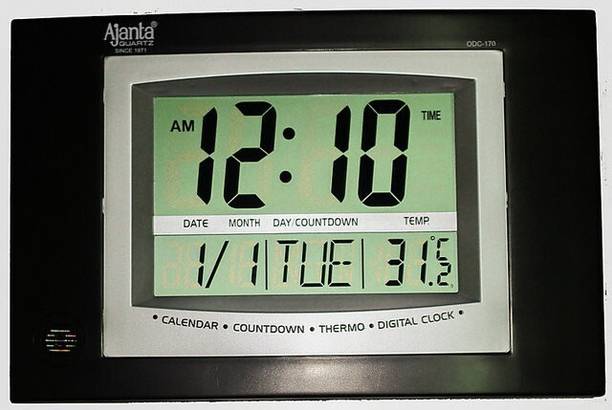 Ajanta®
QUARTZ
SINCE 1971
ODC-170
AM 12:10 TIME
DATE MONTH DAY/COUNTDOWN TEMP.
1/1 TUE 31.2°C
• CALENDAR • COUNTDOWN • THERMO • DIGITAL CLOCK •